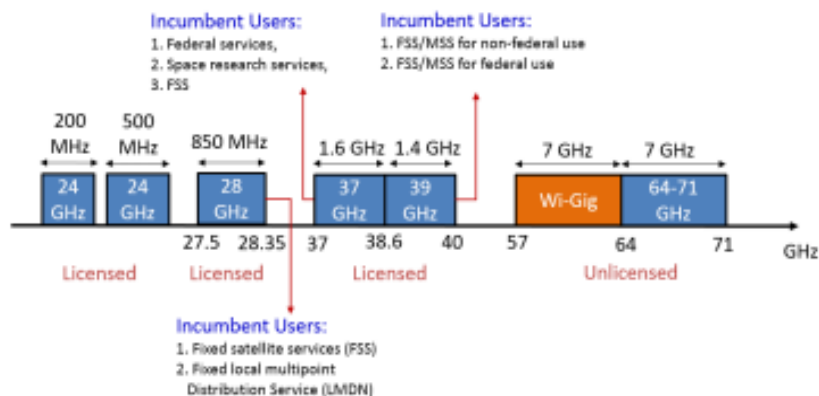 Incumbent Users:
1. Federal services,
2. Space research services,
3. FSS
Incumbent Users:
1. FSS/MSS for non-federal use
2. FSS/MSS for federal use
200
MHz
500
MHz
850 MHz
1.6 GHz
1.4 GHz
7 GHz
7 GHz
24
GHz
24
GHz
28
GHz
37
GHz
39
GHz
Wi-Gig
64-71
GHz
27.5
28.35
37
38.6
40
57
64
71
GHz
Licensed
Licensed
Licensed
Unlicensed
Incumbent Users:
1. Fixed satellite services (FSS)
2. Fixed local multipoint
Distribution Service (LMDN)